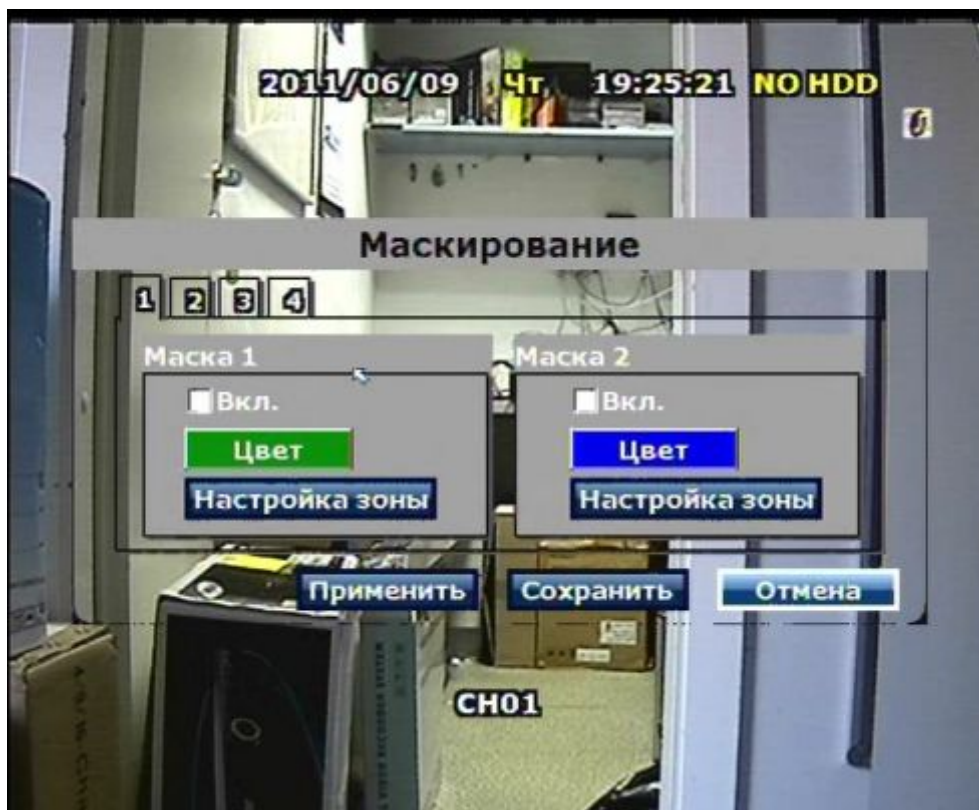 2011/06/09 Чт 19:25:21 NO HDD
Маскирование
1 2 3 4
Маска 1 Маска 2
Вкл. Вкл.
Цвет Цвет
Настройка зоны Настройка зоны
Применить Сохранить Отмена
CH01